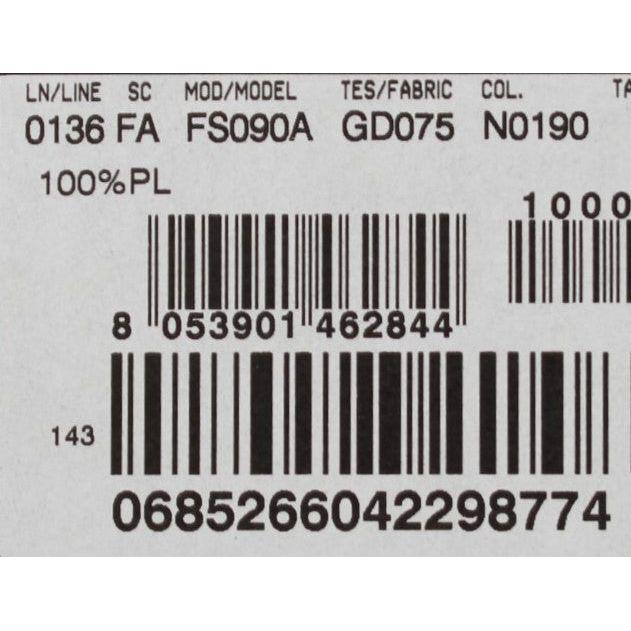 LN/LINE SC MOD/MODEL TES/FABRIC COL.
0136 FA FS090A GD075 N0190
100%PL
1000
8 053901 462844
143
0685266042298774